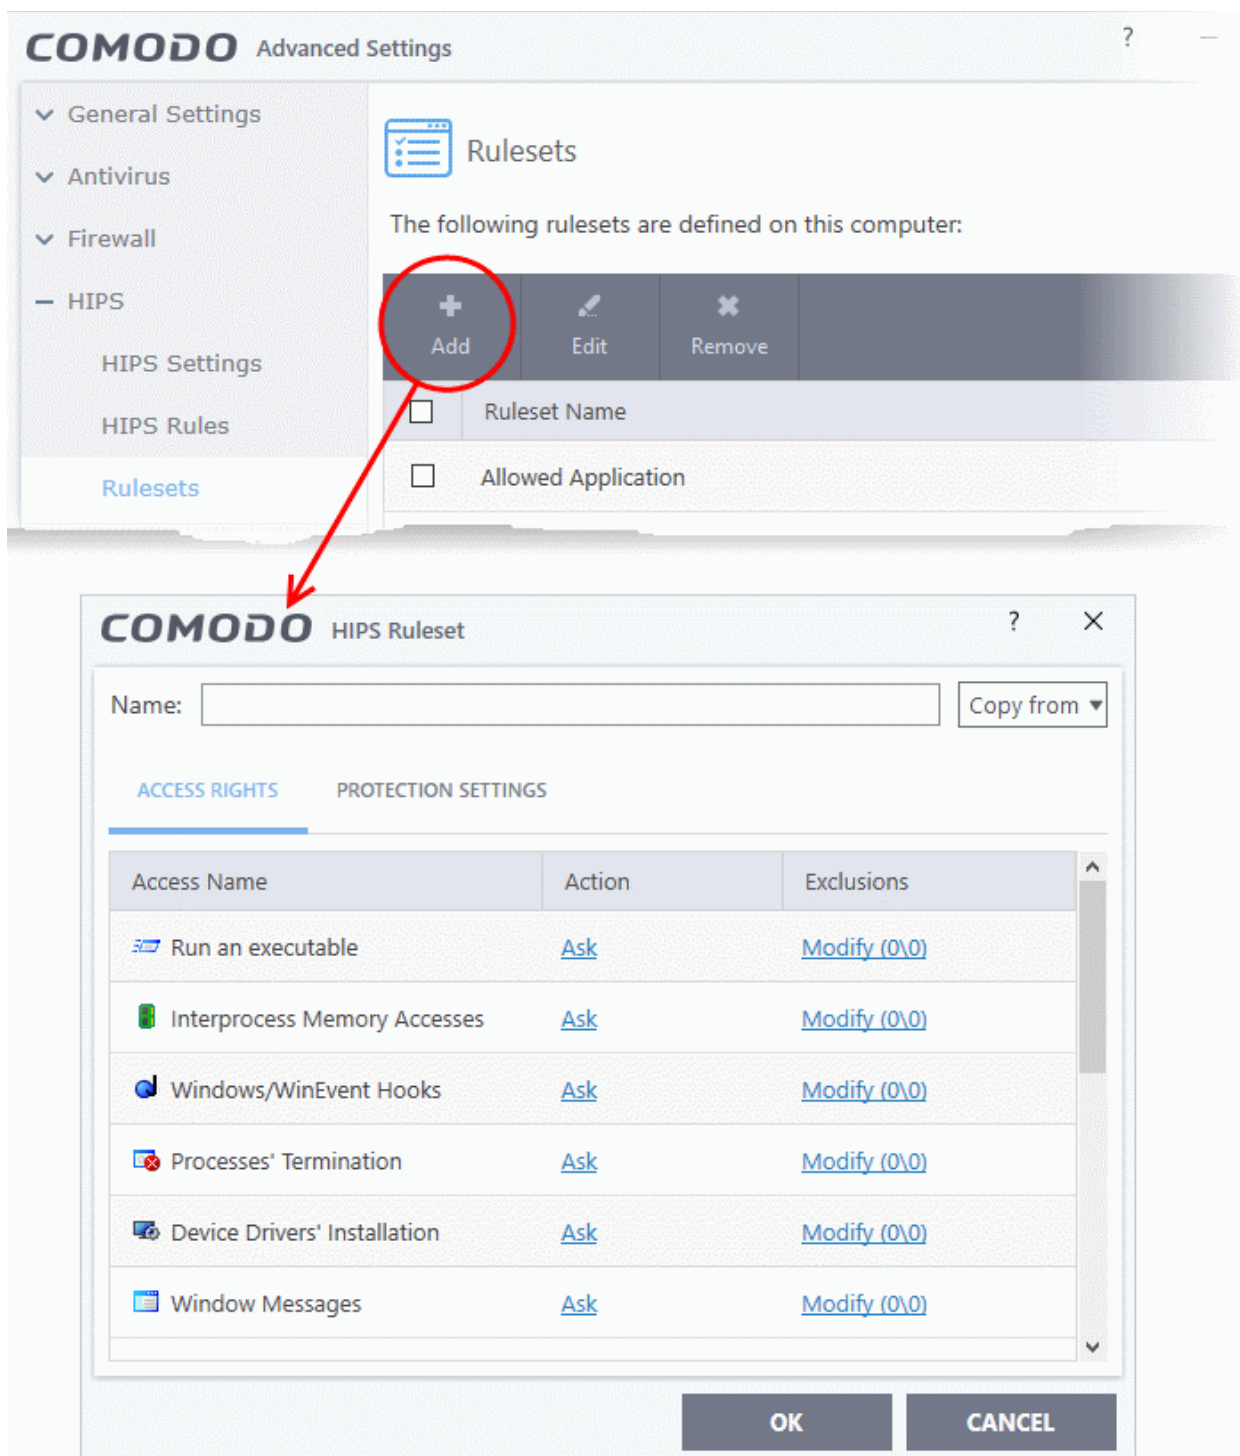 COMODO Advanced Settings ? —
General Settings
Antivirus
Firewall
HIPS
HIPS Settings
HIPS Rules
Rulesets
Rulesets
The following rulesets are defined on this computer:
Add Edit Remove
Ruleset Name
Allowed Application
COMODO HIPS Ruleset ?
Name: Copy from
ACCESS RIGHTS PROTECTION SETTINGS
Access Name Action Exclusions
Run an executable Ask Modify (0\0)
Interprocess Memory Accesses Ask Modify (0\0)
Windows/WinEvent Hooks Ask Modify (0\0)
Processes' Termination Ask Modify (0\0)
Device Drivers' Installation Ask Modify (0\0)
Window Messages Ask Modify (0\0)
OK CANCEL